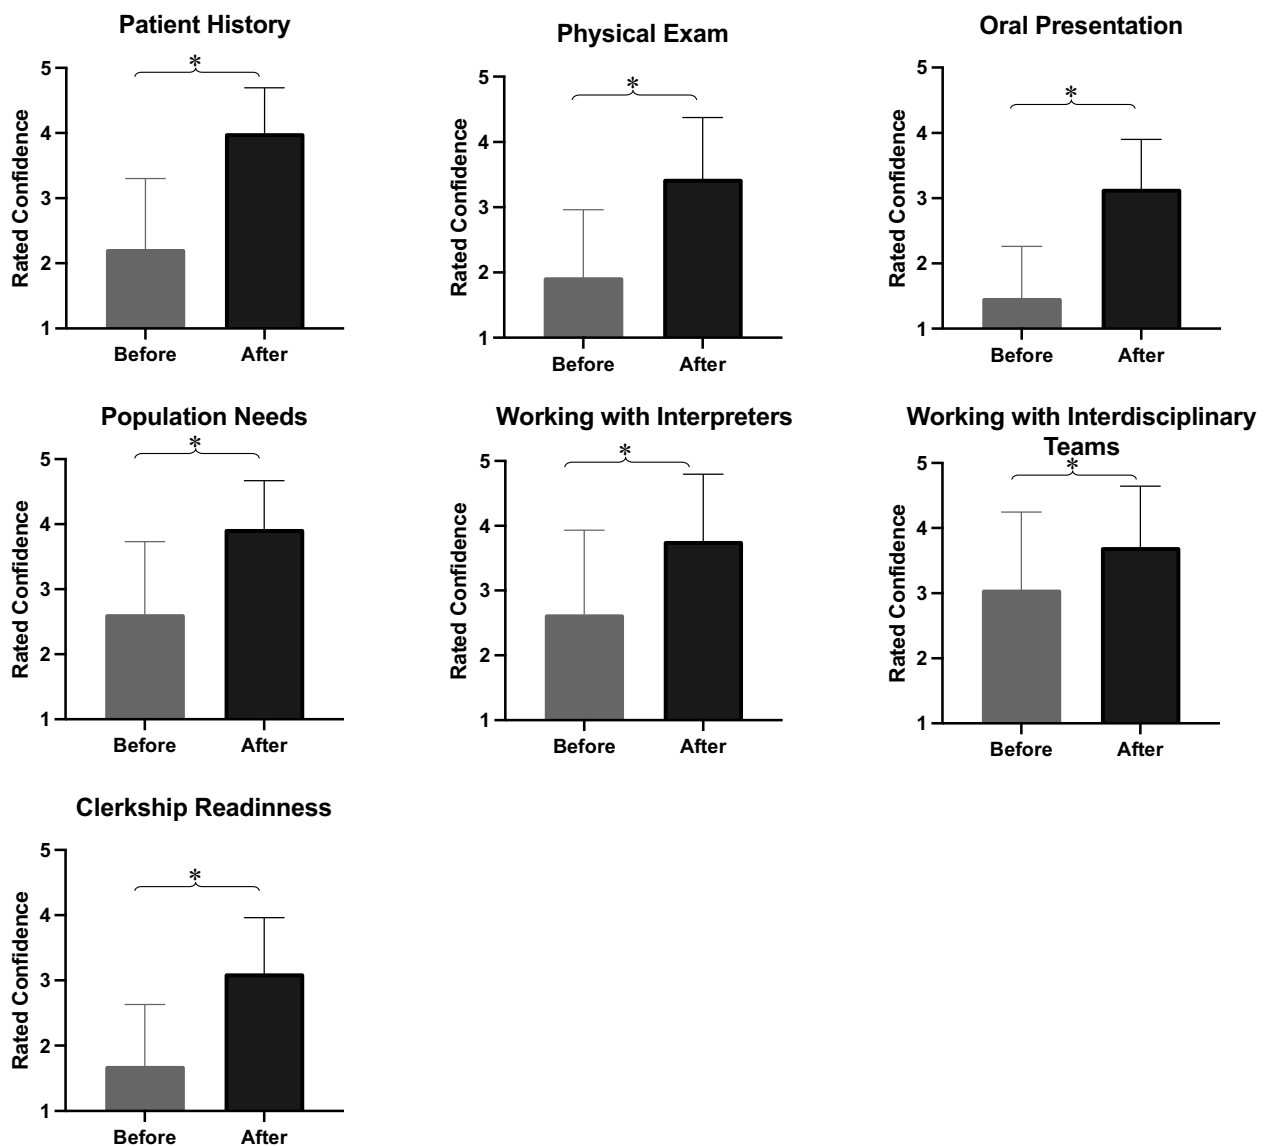 Patient History
*
5
4
3
2
1
Rated Confidence
Before After
Physical Exam
*
5
4
3
2
1
Rated Confidence
Before After
Oral Presentation
*
5
4
3
2
1
Rated Confidence
Before After
Population Needs
*
5
4
3
2
1
Rated Confidence
Before After
Working with Interpreters
*
5
4
3
2
1
Rated Confidence
Before After
Working with Interdisciplinary
Teams
*
5
4
3
2
1
Rated Confidence
Before After
Clerkship Readinness
*
5
4
3
2
1
Rated Confidence
Before After